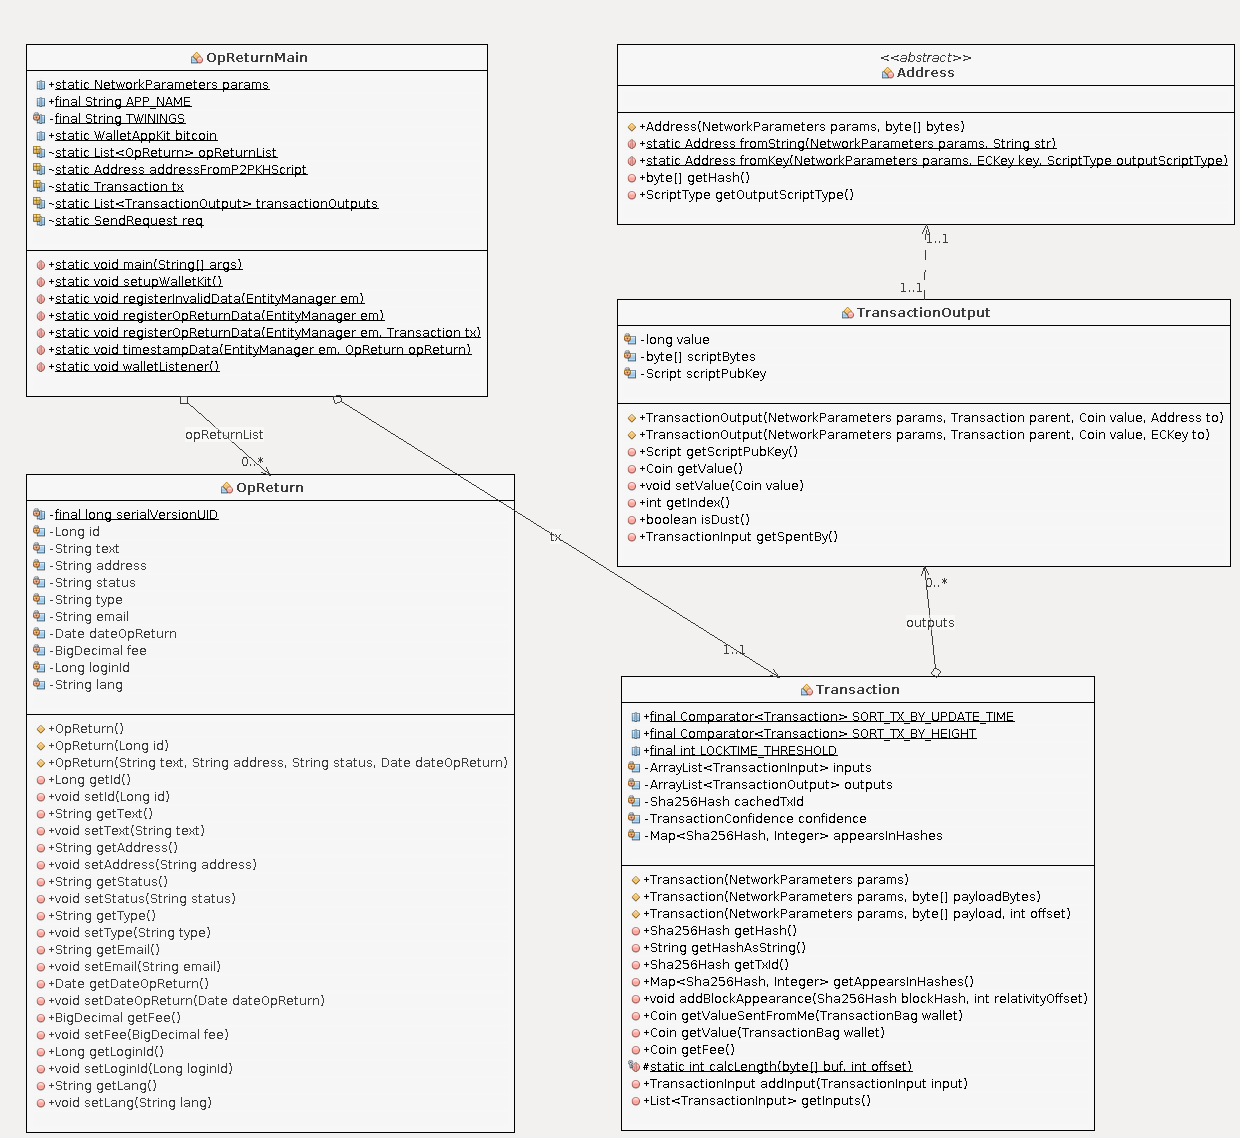 OpReturnMain
+static NetworkParameters params
+final String APP_NAME
-final String TWININGS
+static WalletAppKit bitcoin
~static List<OpReturn> opReturnList
~static Address addressFromP2PKHScript
~static Transaction tx
~static List<TransactionOutput> transactionOutputs
~static SendRequest req
+static void main(String[] args)
+static void setupWalletKit()
+static void registerInvalidData(EntityManager em)
+static void registerOpReturnData(EntityManager em)
+static void registerOpReturnData(EntityManager em, Transaction tx)
+static void timestampData(EntityManager em, OpReturn opReturn)
+static void walletListener()
opReturnList
0..*
tx
1..1
OpReturn
-final long serialVersionUID
-Long id
-String text
-String address
-String status
-String type
-String email
-Date dateOpReturn
-BigDecimal fee
-Long loginId
-String lang
+OpReturn()
+OpReturn(Long id)
+OpReturn(String text, String address, String status, Date dateOpReturn)
+Long getId()
+void setId(Long id)
+String getText()
+void setText(String text)
+String getAddress()
+void setAddress(String address)
+String getStatus()
+void setStatus(String status)
+String getType()
+void setType(String type)
+String getEmail()
+void setEmail(String email)
+Date getDateOpReturn()
+void setDateOpReturn(Date dateOpReturn)
+BigDecimal getFee()
+void setFee(BigDecimal fee)
+Long getLoginId()
+void setLoginId(Long loginId)
+String getLang()
+void setLang(String lang)
<<abstract>>
Address
+Address(NetworkParameters params, byte[] bytes)
+static Address fromString(NetworkParameters params, String str)
+static Address fromKey(NetworkParameters params, ECKey key, ScriptType outputScriptType)
+byte[] getHash()
+ScriptType getOutputScriptType()
1..1
1..1
TransactionOutput
-long value
-byte[] scriptBytes
-Script scriptPubKey
+TransactionOutput(NetworkParameters params, Transaction parent, Coin value, Address to)
+TransactionOutput(NetworkParameters params, Transaction parent, Coin value, ECKey to)
+Script getScriptPubKey()
+Coin getValue()
+void setValue(Coin value)
+int getIndex()
+boolean isDust()
+TransactionInput getSpentBy()
0..*
outputs
Transaction
+final Comparator<Transaction> SORT_TX_BY_UPDATE_TIME
+final Comparator<Transaction> SORT_TX_BY_HEIGHT
+final int LOCKTIME_THRESHOLD
-ArrayList<TransactionInput> inputs
-ArrayList<TransactionOutput> outputs
-Sha256Hash cachedTxId
-TransactionConfidence confidence
-Map<Sha256Hash, Integer> appearsInHashes
+Transaction(NetworkParameters params)
+Transaction(NetworkParameters params, byte[] payloadBytes)
+Transaction(NetworkParameters params, byte[] payload, int offset)
+Sha256Hash getHash()
+String getHashAsString()
+Sha256Hash getTxId()
+Map<Sha256Hash, Integer> getAppearsInHashes()
+void addBlockAppearance(Sha256Hash blockHash, int relativityOffset)
+Coin getValueSentFromMe(TransactionBag wallet)
+Coin getValue(TransactionBag wallet)
+Coin getFee()
#static int calcLength(byte[] buf, int offset)
+TransactionInput addInput(TransactionInput input)
+List<TransactionInput> getInputs()